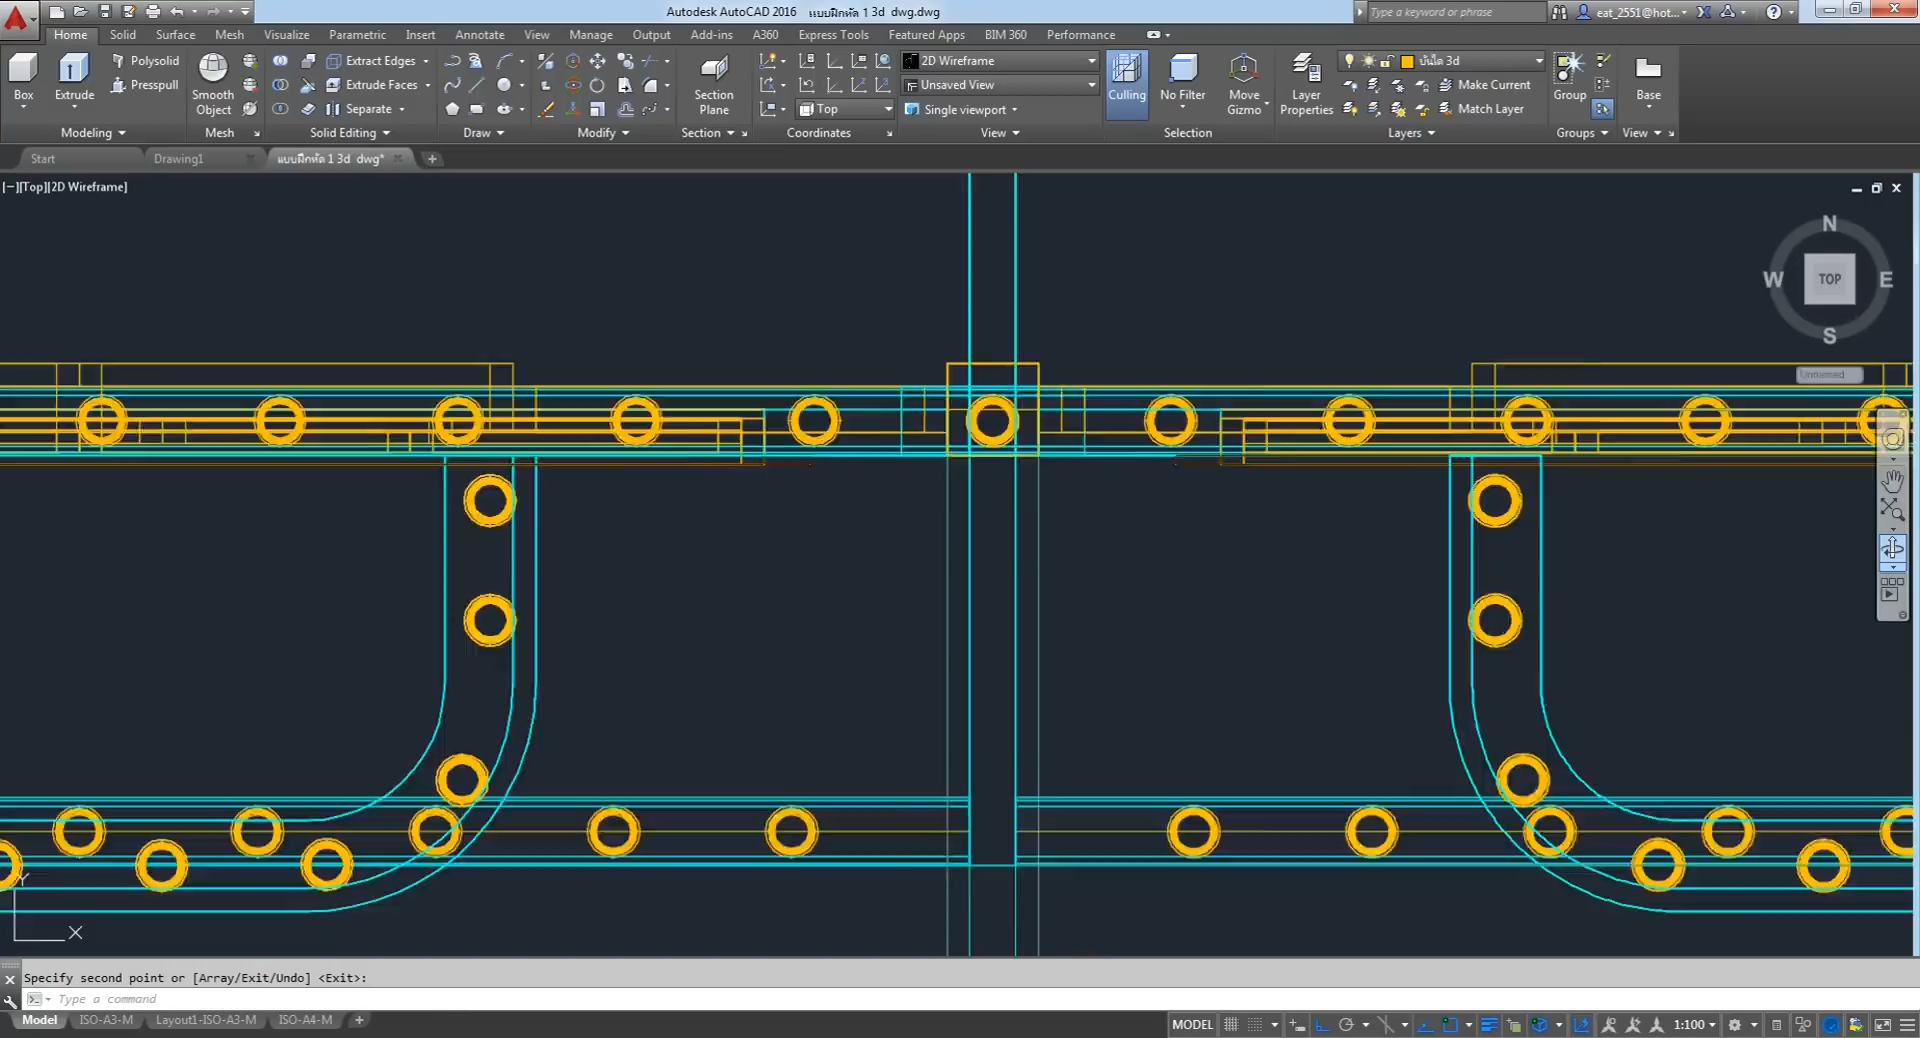 Autodesk AutoCAD 2016 แบบฝึกหัด 1 3d dwg.dwg
Type a keyword or phrase
eat_2551@hot...
Home Solid Surface Mesh Visualize Parametric Insert Annotate View Manage Output Add-ins A360 Express Tools Featured Apps BIM 360 Performance
Box
Extrude
Polysolid
Presspull
Modeling
Smooth Object
Mesh
Extract Edges
Extrude Faces
Separate
Solid Editing
Draw
Modify
Section Plane
Section
Top
Coordinates
2D Wireframe
Unsaved View
Single viewport
View
Culling
No Filter
Move Gizmo
Selection
Layer Properties
บันได 3d
Make Current
Match Layer
Layers
Group
Groups
Base
View
Start Drawing1 แบบฝึกหัด 1 3d dwg*
[−][Top][2D Wireframe]
N
W TOP E
S
Unnamed
Y
X
Specify second point or [Array/Exit/Undo] <Exit>:
Type a command
Model ISO-A3-M Layout1-ISO-A3-M ISO-A4-M
MODEL 1:100